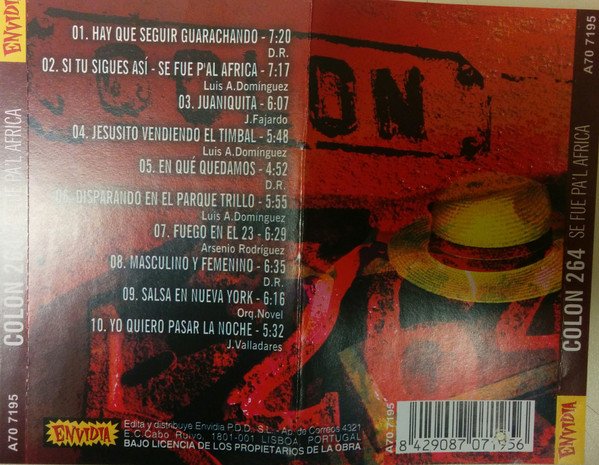 ENVIDIA
COLON
SE FUE PA'L AFRICA
A70 7195
COLON
01. HAY QUE SEGUIR GUARACHANDO - 7:20
D.R.
02. SI TU SIGUES ASÍ - SE FUE P'AL AFRICA - 7:17
Luis A.Domínguez
03. JUANIQUITA - 6:07
J.Fajardo
04. JESUSITO VENDIENDO EL TIMBAL - 5:48
Luis A.Domínguez
05. EN QUÉ QUEDAMOS - 4:52
D.R.
06. DISPARANDO EN EL PARQUE TRILLO - 5:55
Luis A.Domínguez
07. FUEGO EN EL 23 - 6:29
Arsenio Rodríguez
08. MASCULINO Y FEMENINO - 6:35
D.R.
09. SALSA EN NUEVA YORK - 6:16
Orq.Novel
10. YO QUIERO PASAR LA NOCHE - 5:32
J.Valladares
ENVIDIA
Edita y distribuye Envidia P.O.D., S.L - Ap. de Correos 4321,
E.C.Cabo Ruivo, 1801-001 LISBOA, PORTUGAL
BAJO LICENCIA DE LOS PROPIETARIOS DE LA OBRA
A70 7195
8 429087 071956
A70 7195
COLON 264 SE FUE PA'L AFRICA
ENVIDIA